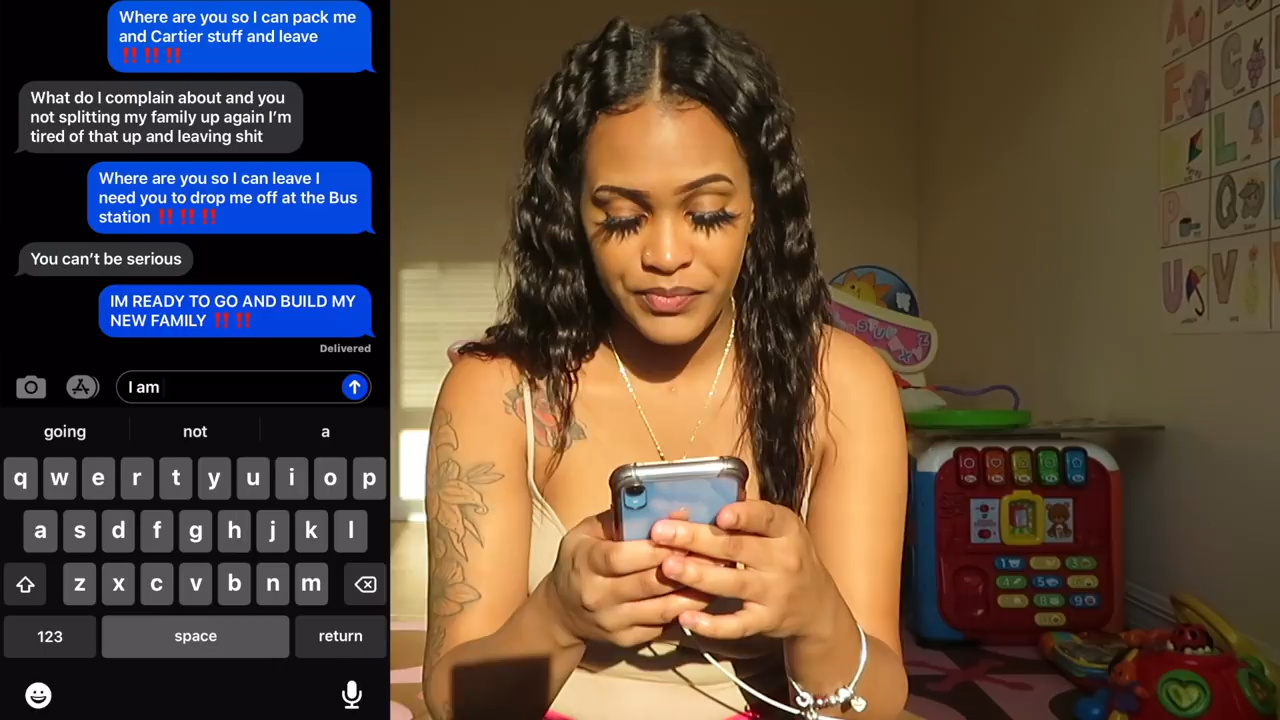 Where are you so I can pack me
and Cartier stuff and leave
‼️ ‼️ ‼️
What do I complain about and you
not splitting my family up again I’m
tired of that up and leaving shit
Where are you so I can leave I
need you to drop me off at the Bus
station ‼️ ‼️ ‼️
You can’t be serious
IM READY TO GO AND BUILD MY
NEW FAMILY ‼️ ‼️
Delivered
I am
going not a
q w e r t y u i o p
a s d f g h j k l
z x c v b n m
123 space return
F
L
P Q
U V